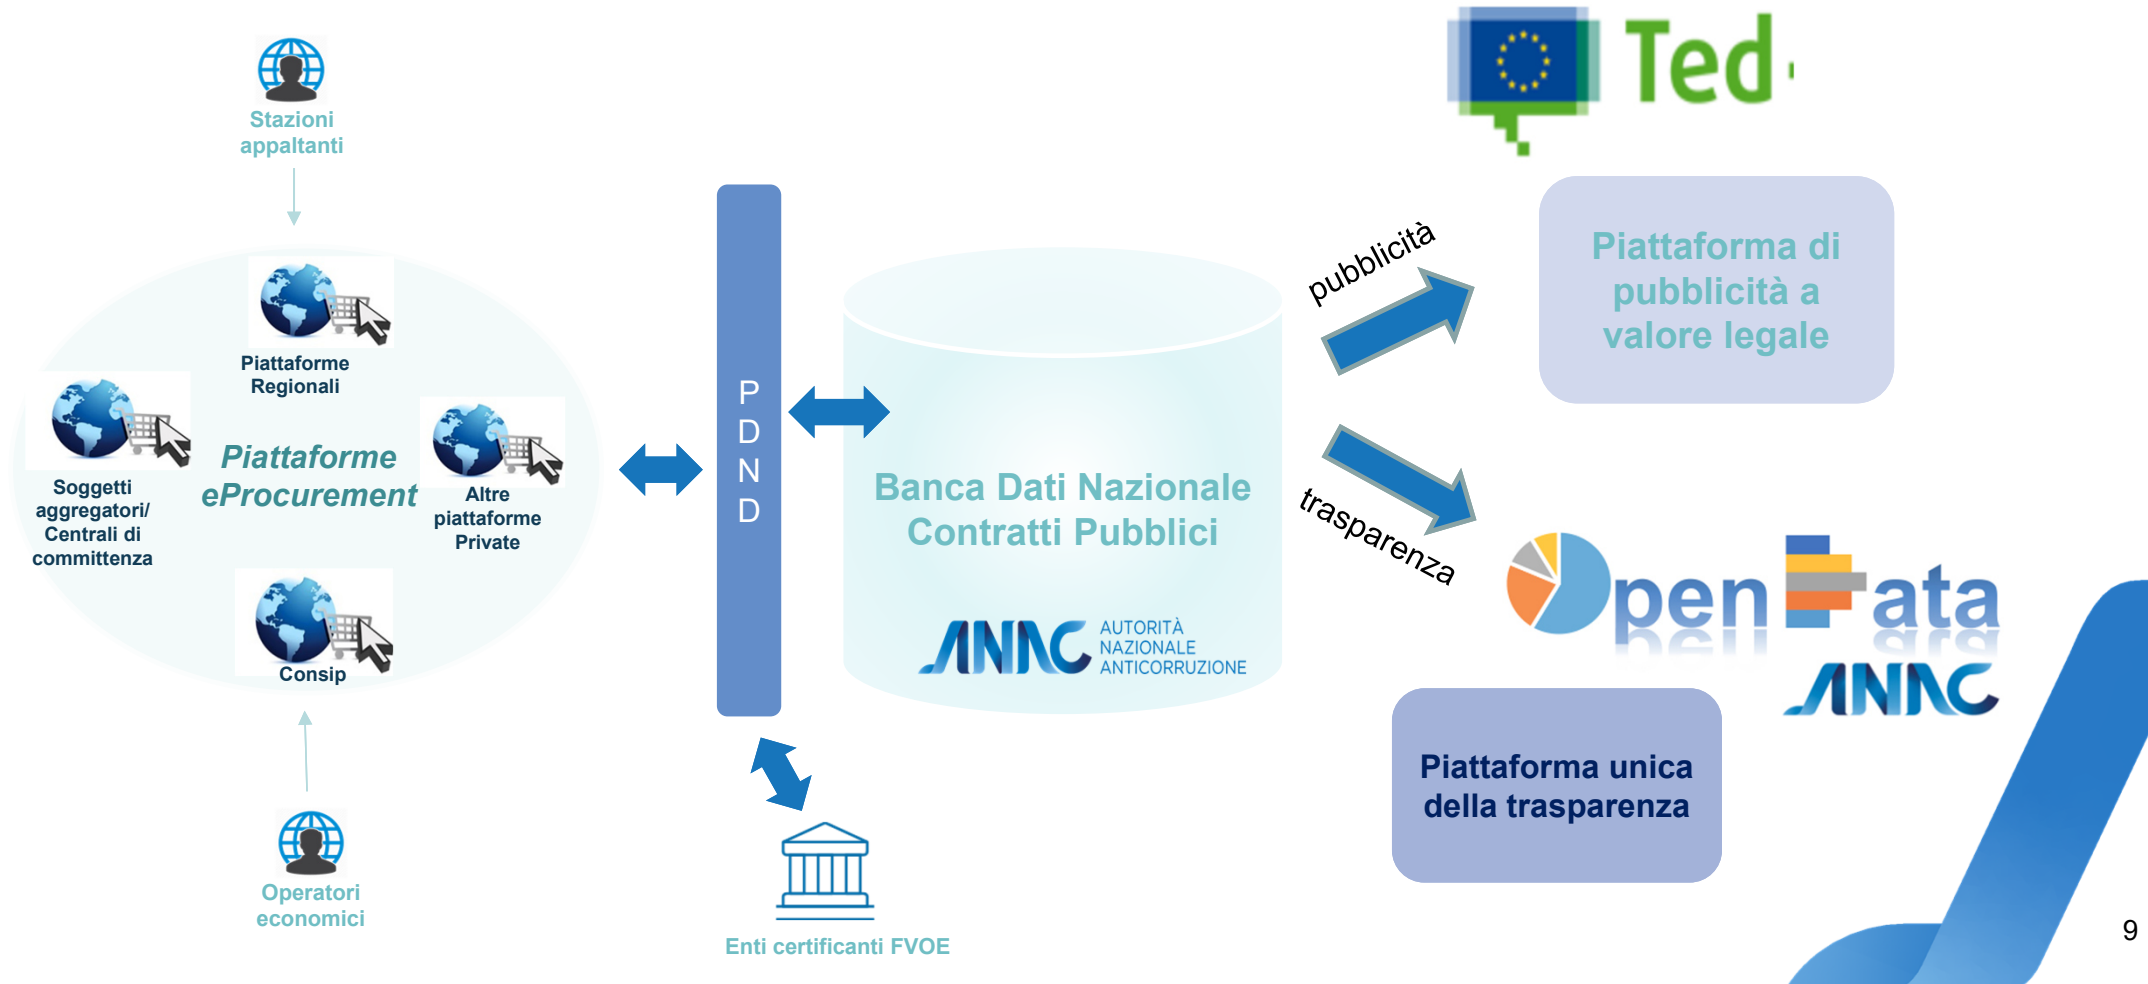 Stazioni
appaltanti
Piattaforme
Regionali
Soggetti
aggregatori/
Centrali di
committenza
Piattaforme
eProcurement
Altre
piattaforme
Private
Consip
Operatori
economici
P
D
N
D
Enti certificanti FVOE
Banca Dati Nazionale
Contratti Pubblici
ANAC
AUTORITÀ
NAZIONALE
ANTICORRUZIONE
pubblicità
trasparenza
Ted
Piattaforma di
pubblicità a
valore legale
Open Data
ANAC
Piattaforma unica
della trasparenza
9